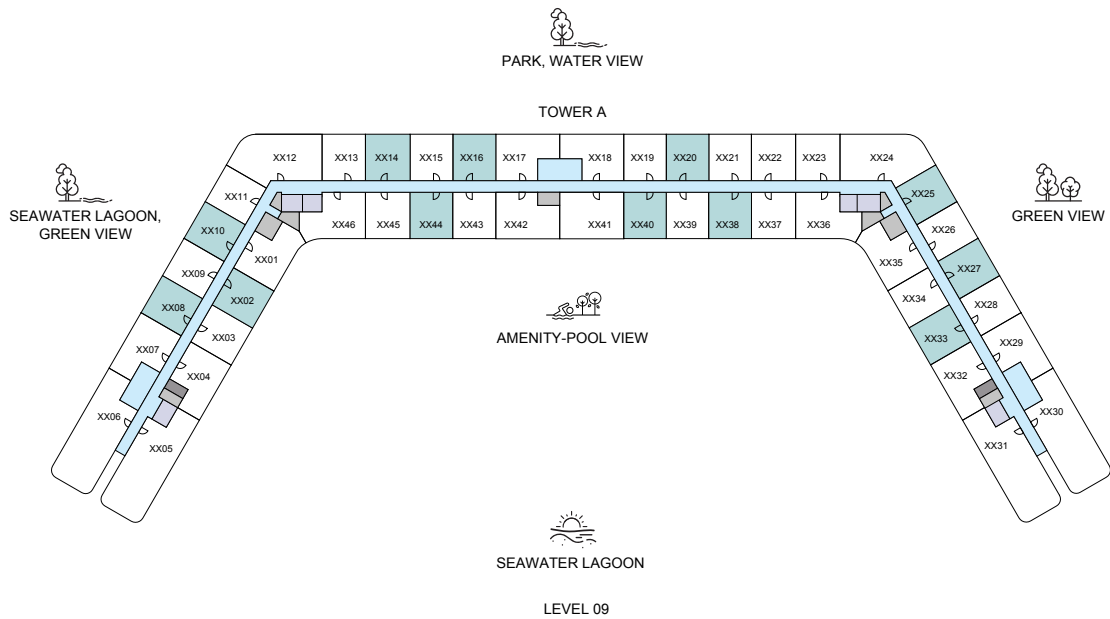 PARK, WATER VIEW
TOWER A
XX12
XX13
XX14
XX15
XX16
XX17
XX18
XX19
XX20
XX21
XX22
XX23
XX24
SEAWATER LAGOON,
GREEN VIEW
GREEN VIEW
XX11
XX10
XX09
XX08
XX07
XX06
XX05
XX04
XX03
XX02
XX01
XX46
XX45
XX44
XX43
XX42
XX41
XX40
XX39
XX38
XX37
XX36
XX35
XX34
XX33
XX32
XX31
XX25
XX26
XX27
XX28
XX29
XX30
AMENITY-POOL VIEW
SEAWATER LAGOON
LEVEL 09